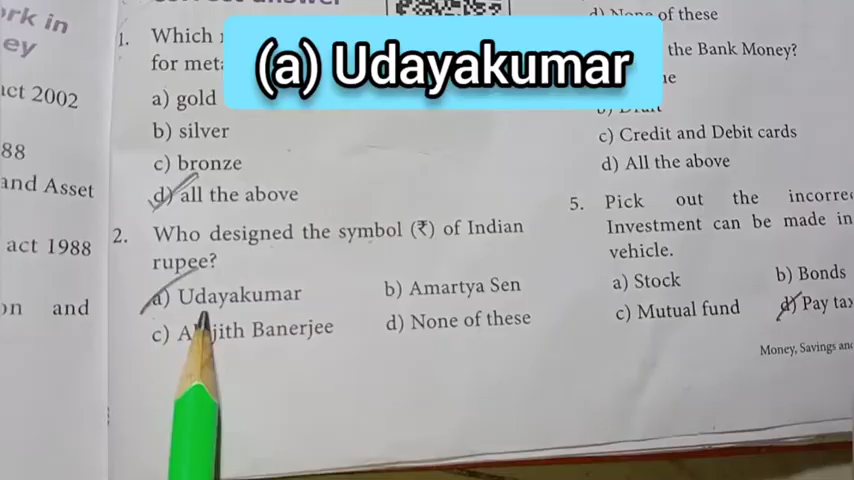 ork in
ey
act 2002
88
and Asset
act 1988
on and
(a) Udayakumar
1. Which
for met
a) gold
b) silver
c) bronze
d) all the above
2. Who designed the symbol (₹) of Indian
rupee?
a) Udayakumar b) Amartya Sen
c) A jith Banerjee d) None of these
d) None of these
the Bank Money?
c) Credit and Debit cards
d) All the above
5. Pick out the incorre
Investment can be made in
vehicle.
a) Stock b) Bonds
c) Mutual fund d) Pay tax
Money, Savings and